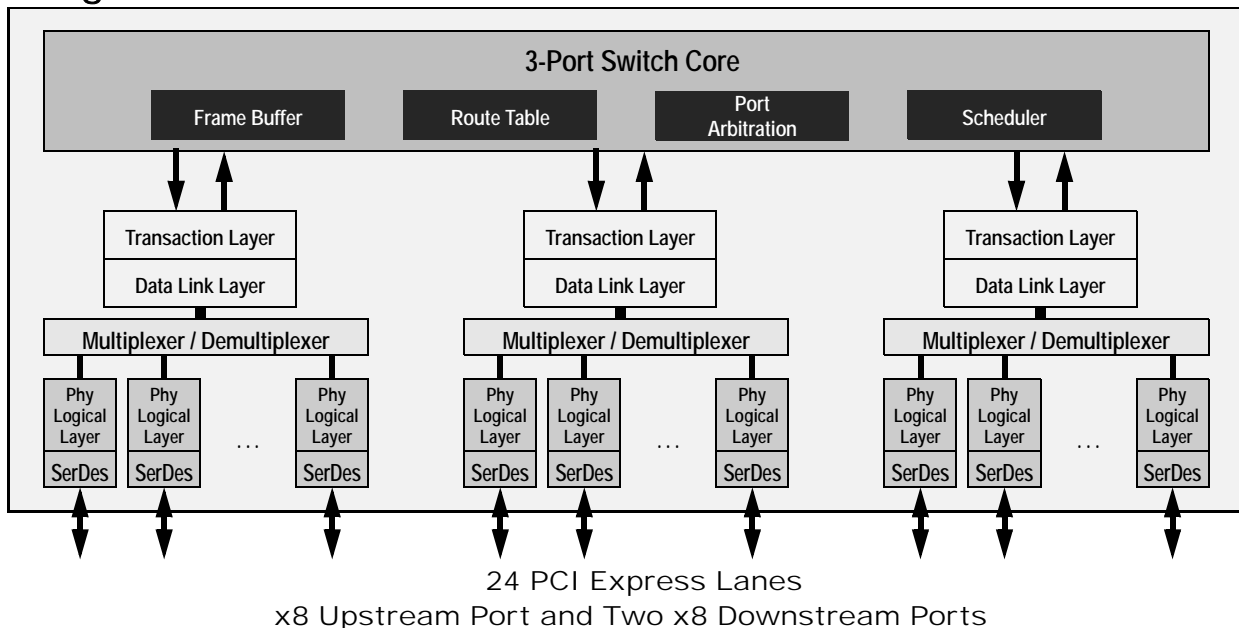 3-Port Switch Core
Frame Buffer
Route Table
Port
Arbitration
Scheduler
Transaction Layer
Data Link Layer
Multiplexer / Demultiplexer
Phy
Logical
Layer
SerDes
Phy
Logical
Layer
SerDes
...
Phy
Logical
Layer
SerDes
Transaction Layer
Data Link Layer
Multiplexer / Demultiplexer
Phy
Logical
Layer
SerDes
Phy
Logical
Layer
SerDes
...
Phy
Logical
Layer
SerDes
Transaction Layer
Data Link Layer
Multiplexer / Demultiplexer
Phy
Logical
Layer
SerDes
Phy
Logical
Layer
SerDes
...
Phy
Logical
Layer
SerDes
24 PCI Express Lanes
x8 Upstream Port and Two x8 Downstream Ports